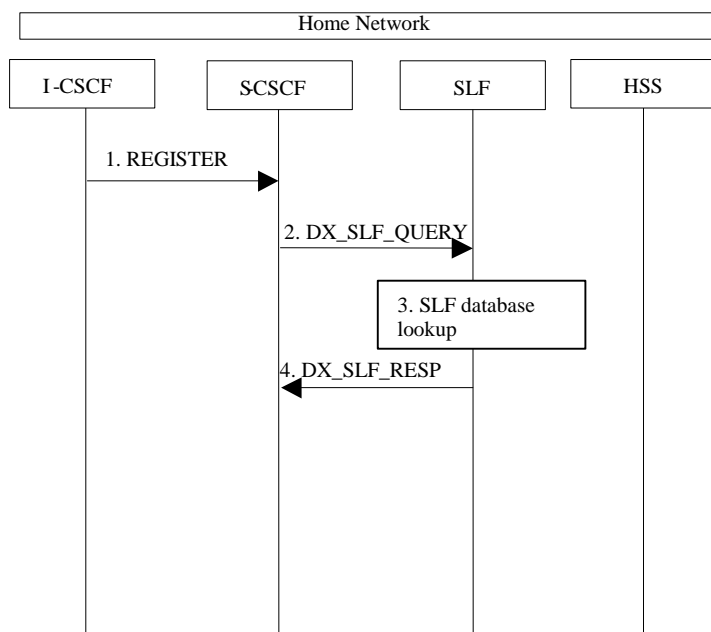 Home Network
I-CSCF
S-CSCF
SLF
HSS
1. REGISTER
2. DX_SLF_QUERY
3. SLF database
lookup
4. DX_SLF_RESP